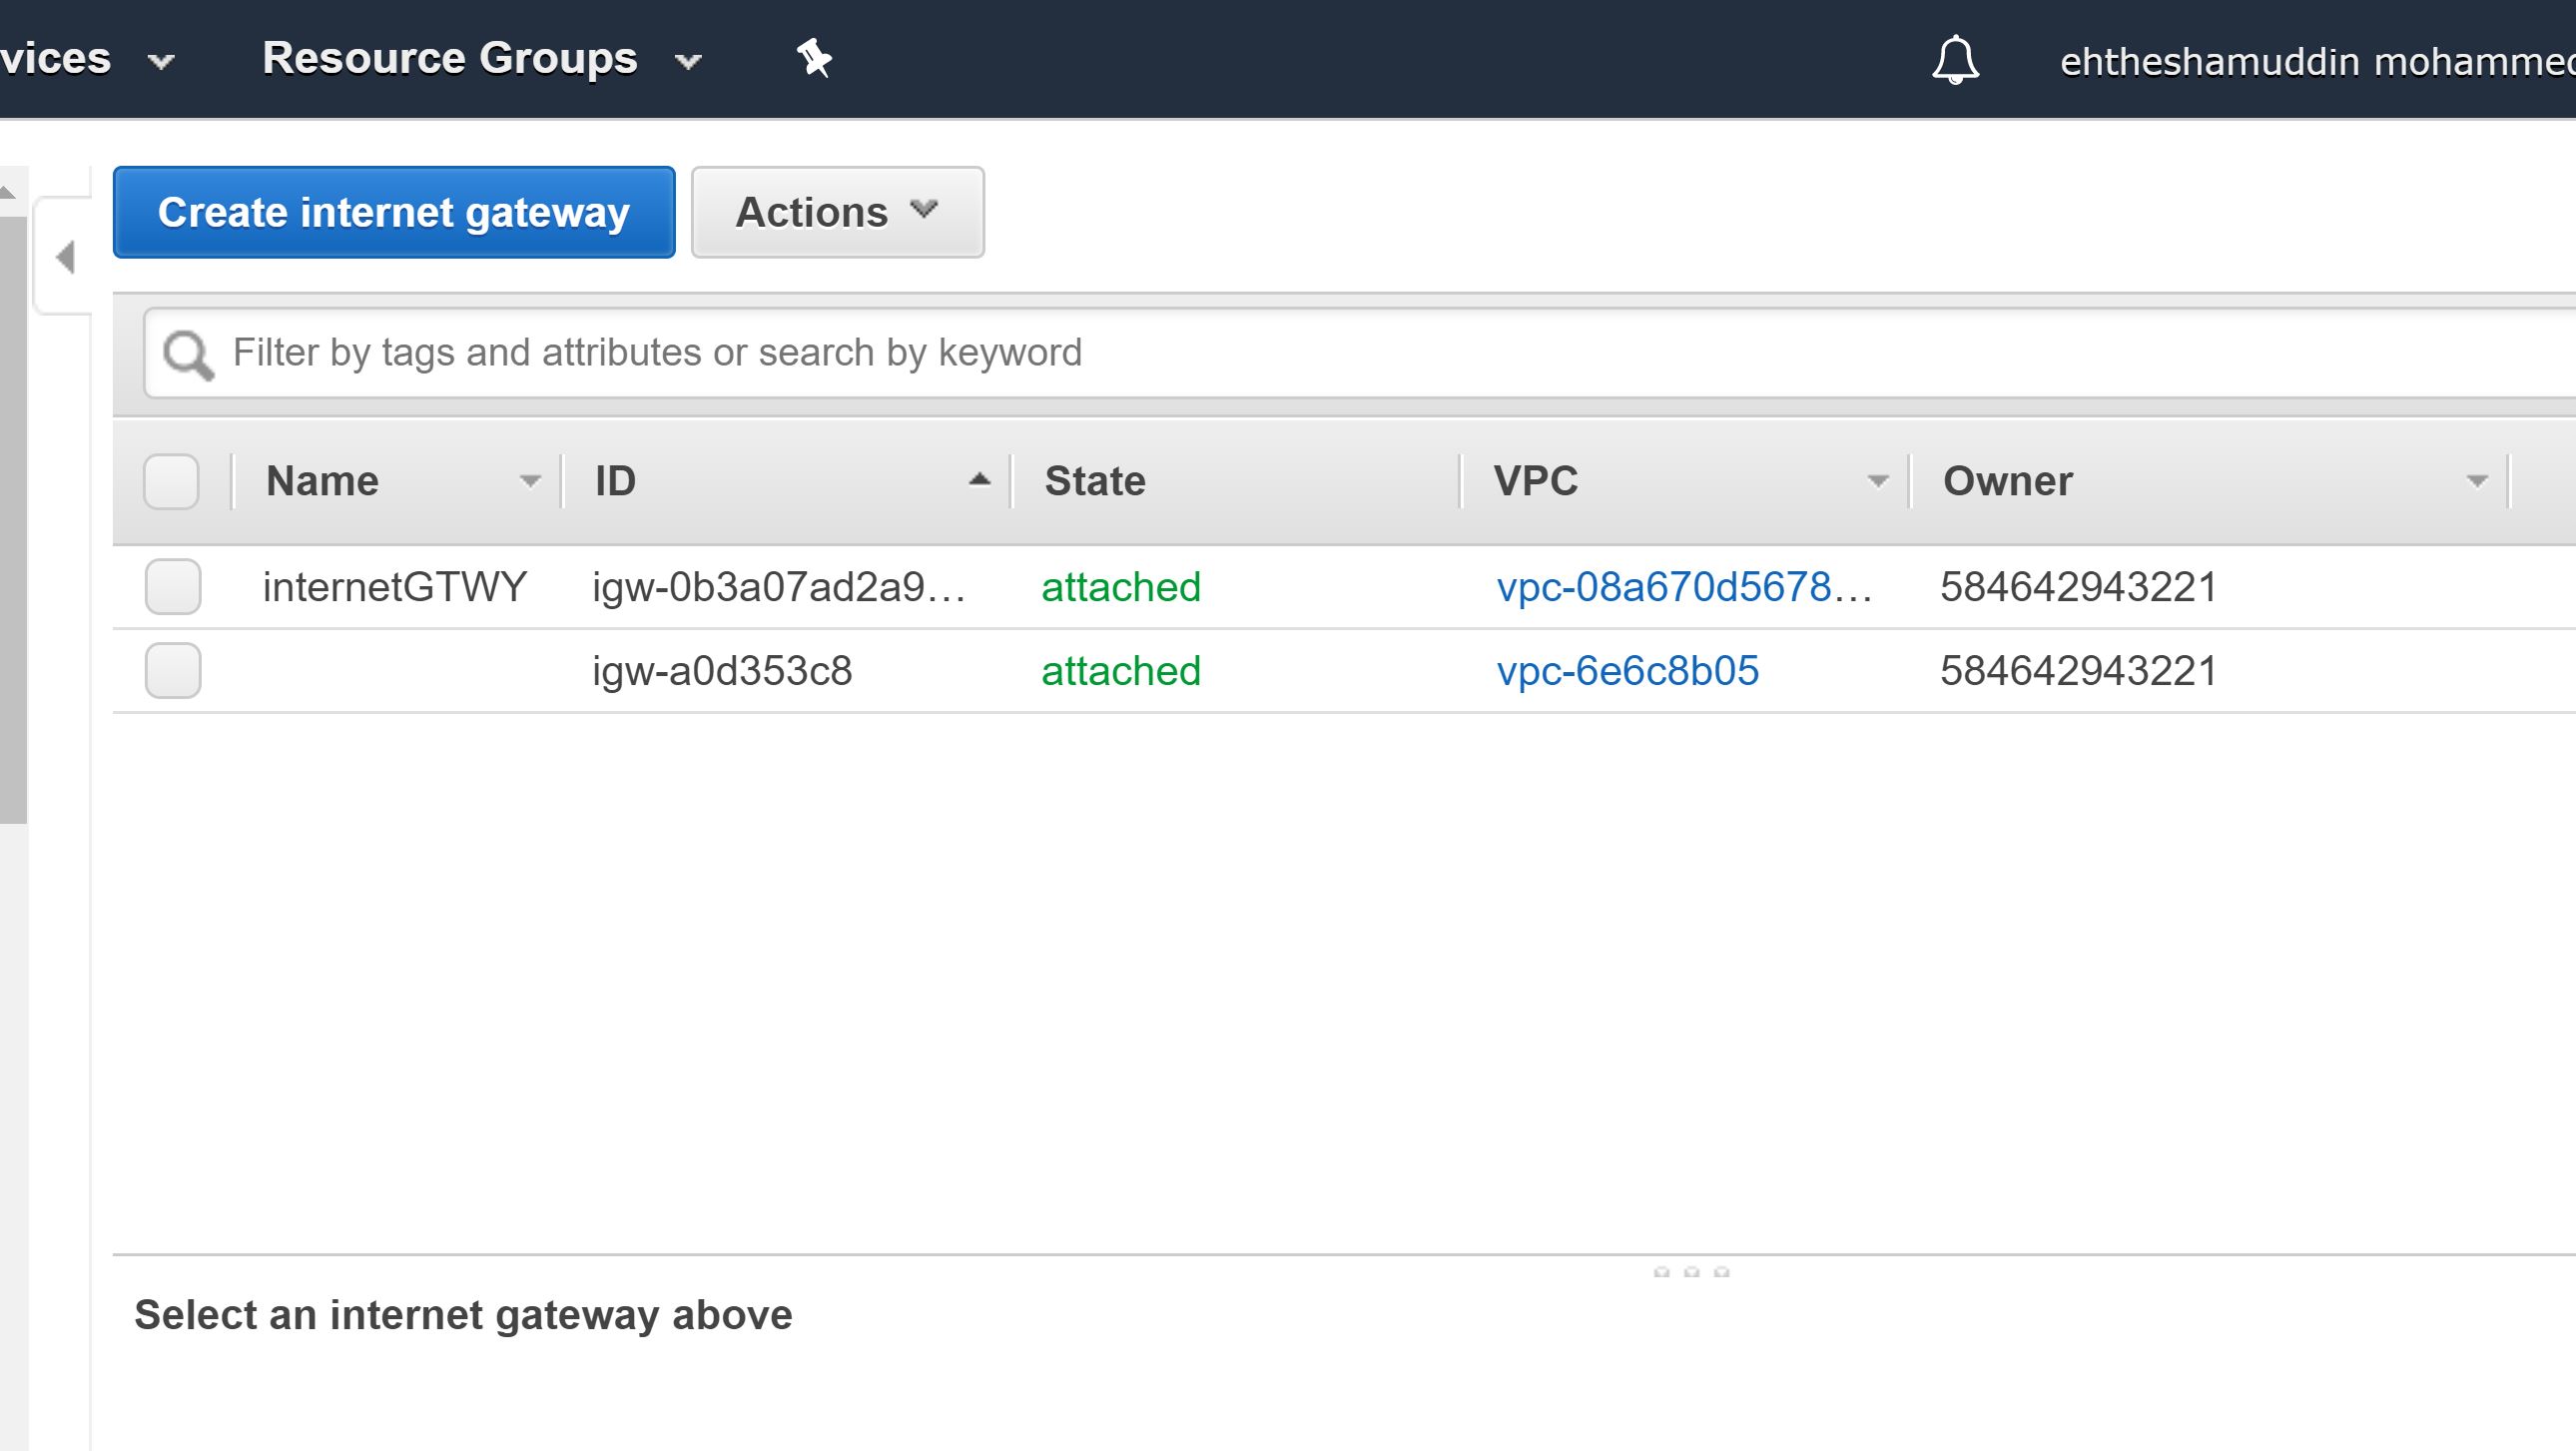 vices Resource Groups ehtheshamuddin mohammed
Create internet gateway Actions
Filter by tags and attributes or search by keyword
Name ID State VPC Owner
internetGTWY igw-0b3a07ad2a9... attached vpc-08a670d5678... 584642943221
igw-a0d353c8 attached vpc-6e6c8b05 584642943221
Select an internet gateway above